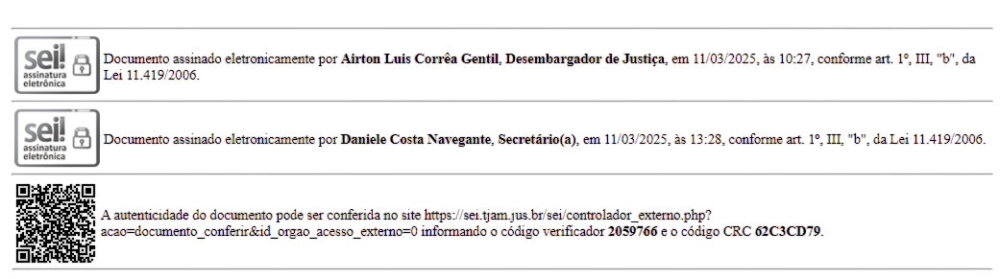 sei!
assinatura
eletrônica
Documento assinado eletronicamente por Airton Luis Corrêa Gentil, Desembargador de Justiça, em 11/03/2025, às 10:27, conforme art. 1º, III, "b", da
Lei 11.419/2006.
sei!
assinatura
eletrônica
Documento assinado eletronicamente por Daniele Costa Navegante, Secretário(a), em 11/03/2025, às 13:28, conforme art. 1º, III, "b", da Lei 11.419/2006.
A autenticidade do documento pode ser conferida no site https://sei.tjam.jus.br/sei/controlador_externo.php?
acao=documento_conferir&id_orgao_acesso_externo=0 informando o código verificador 2059766 e o código CRC 62C3CD79.